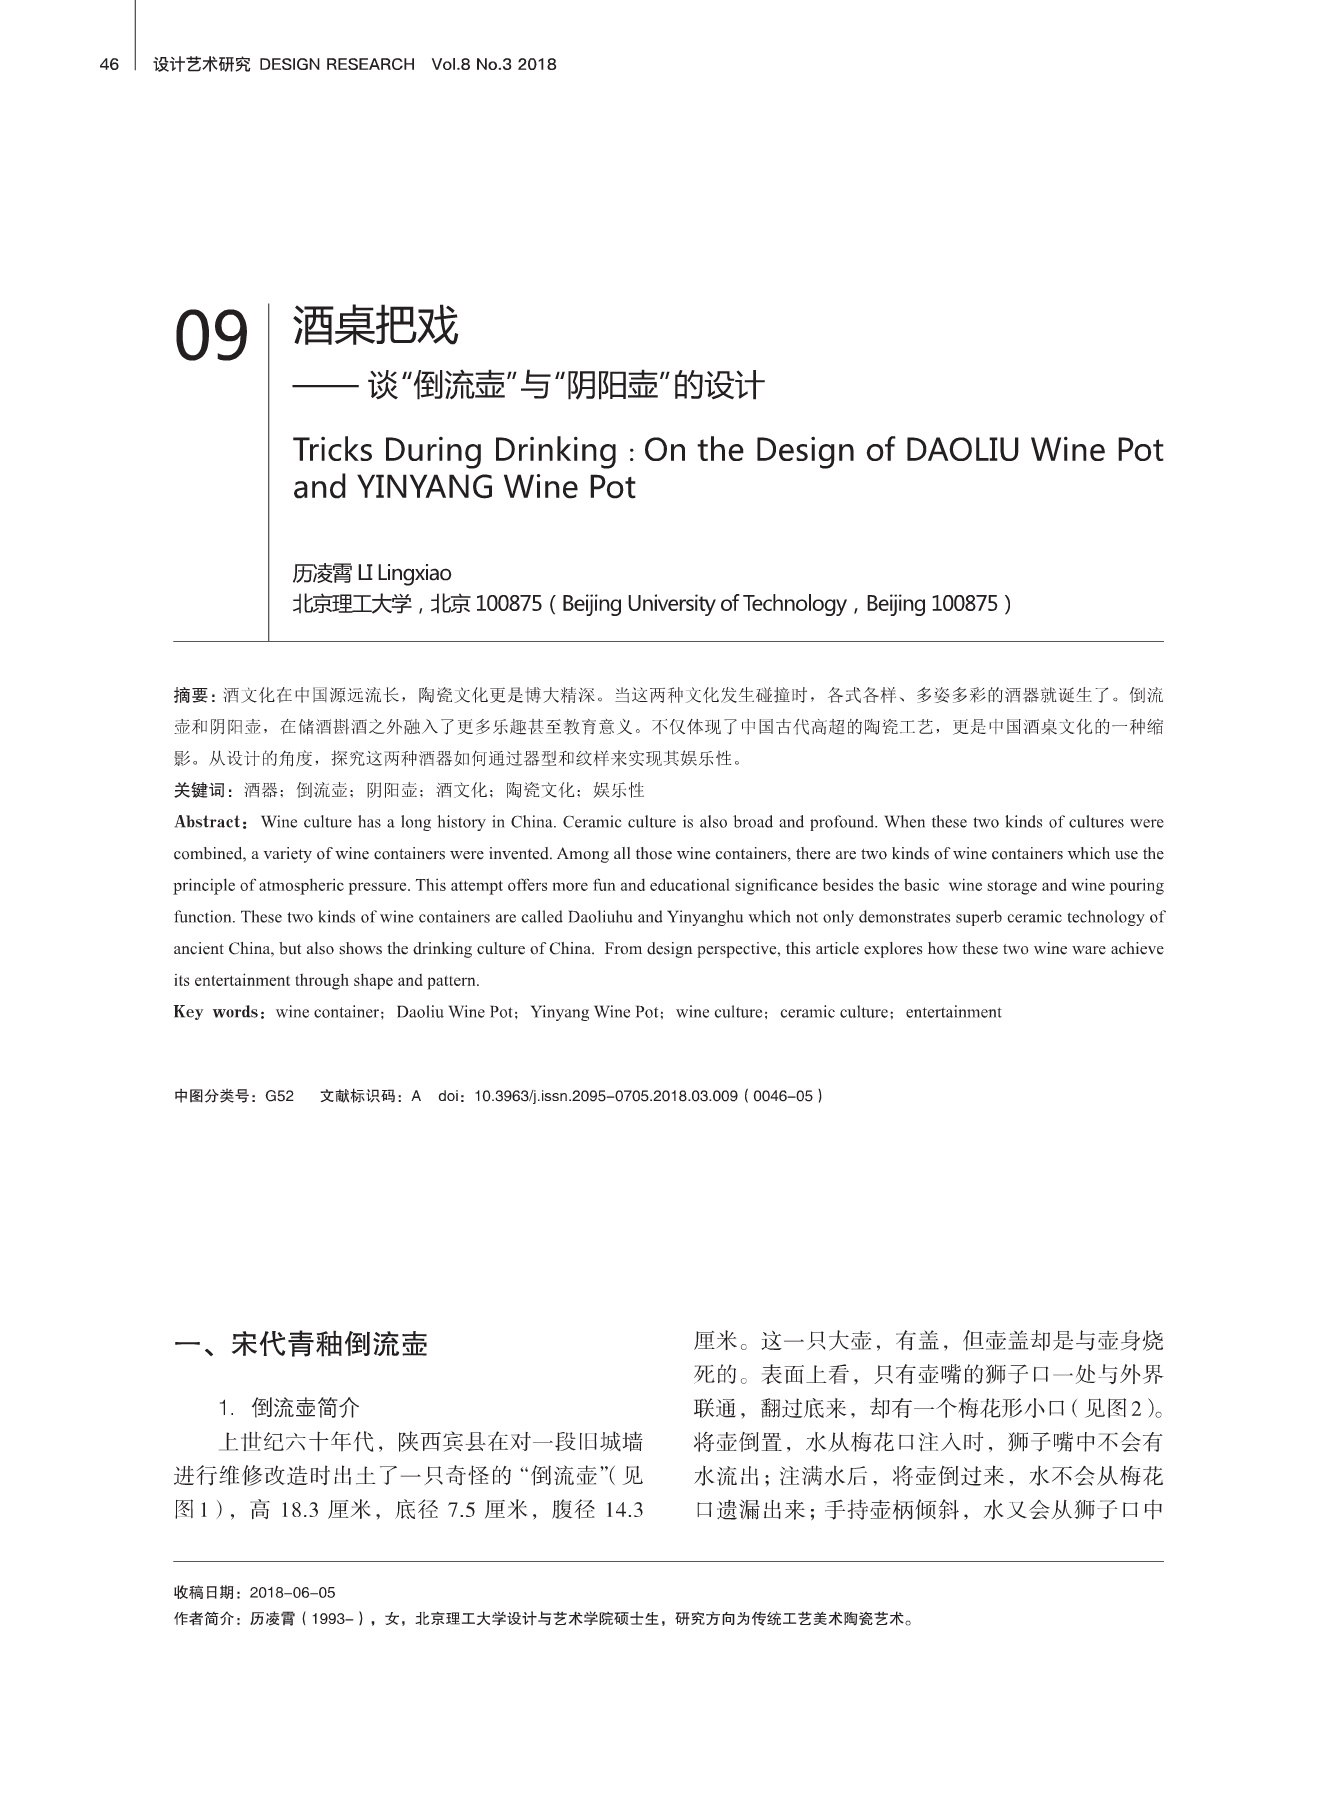 46 设计艺术研究 DESIGN RESEARCH Vol.8 No.3 2018
09
酒桌把戏
—— 谈“倒流壶”与“阴阳壶”的设计
Tricks During Drinking : On the Design of DAOLIU Wine Pot
and YINYANG Wine Pot
历凌霄 LI Lingxiao
北京理工大学，北京 100875（Beijing University of Technology，Beijing 100875）
摘要：酒文化在中国源远流长，陶瓷文化更是博大精深。当这两种文化发生碰撞时，各式各样、多姿多彩的酒器就诞生了。倒流
壶和阴阳壶，在储酒斟酒之外融入了更多乐趣甚至教育意义。不仅体现了中国古代高超的陶瓷工艺，更是中国酒桌文化的一种缩
影。从设计的角度，探究这两种酒器如何通过器型和纹样来实现其娱乐性。
关键词：酒器；倒流壶；阴阳壶；酒文化；陶瓷文化；娱乐性
Abstract： Wine culture has a long history in China. Ceramic culture is also broad and profound. When these two kinds of cultures were
combined, a variety of wine containers were invented. Among all those wine containers, there are two kinds of wine containers which use the
principle of atmospheric pressure. This attempt offers more fun and educational significance besides the basic wine storage and wine pouring
function. These two kinds of wine containers are called Daoliuhu and Yinyanghu which not only demonstrates superb ceramic technology of
ancient China, but also shows the drinking culture of China. From design perspective, this article explores how these two wine ware achieve
its entertainment through shape and pattern.
Key words：wine container；Daoliu Wine Pot；Yinyang Wine Pot；wine culture；ceramic culture；entertainment
中图分类号：G52 文献标识码：A doi：10.3963/j.issn.2095-0705.2018.03.009（0046-05）
一、宋代青釉倒流壶
1. 倒流壶简介
上世纪六十年代，陕西宾县在对一段旧城墙
进行维修改造时出土了一只奇怪的“倒流壶”（见
图1），高 18.3 厘米，底径 7.5 厘米，腹径 14.3
厘米。这一只大壶，有盖，但壶盖却是与壶身烧
死的。表面上看，只有壶嘴的狮子口一处与外界
联通，翻过底来，却有一个梅花形小口（见图2）。
将壶倒置，水从梅花口注入时，狮子嘴中不会有
水流出；注满水后，将壶倒过来，水不会从梅花
口遗漏出来；手持壶柄倾斜，水又会从狮子口中
收稿日期：2018-06-05
作者简介：历凌霄（1993-），女，北京理工大学设计与艺术学院硕士生，研究方向为传统工艺美术陶瓷艺术。